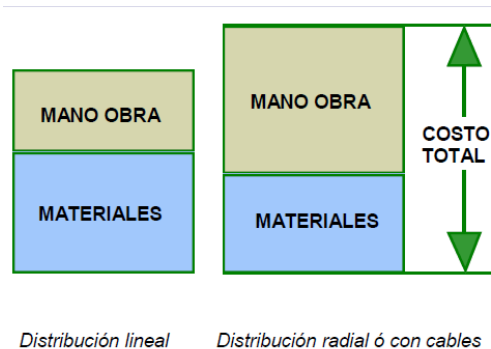 MANO OBRA
MATERIALES
MANO OBRA
MATERIALES
COSTO
TOTAL
Distribución lineal
Distribución radial ó con cables